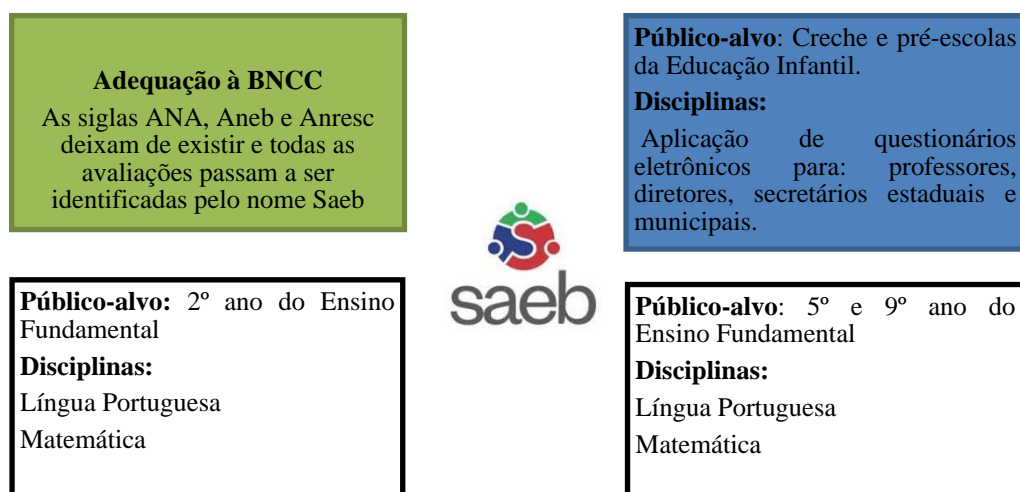 Adequação à BNCC
As siglas ANA, Aneb e Anresc
deixam de existir e todas as
avaliações passam a ser
identificadas pelo nome Saeb
Público-alvo: Creche e pré-escolas
da Educação Infantil.
Disciplinas:
Aplicação de questionários
eletrônicos para: professores,
diretores, secretários estaduais e
municipais.
saeb
Público-alvo: 2º ano do Ensino
Fundamental
Disciplinas:
Língua Portuguesa
Matemática
Público-alvo: 5º e 9º ano do
Ensino Fundamental
Disciplinas:
Língua Portuguesa
Matemática